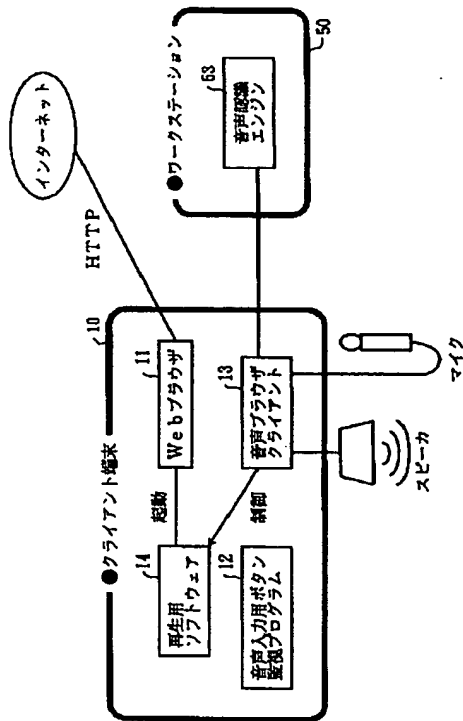 ●クライアント端末
10
14
再生用
ソフトウェア
起動
11
Webブラウザ
HTTP
インターネット
12
音声入力用ボタン
監視プログラム
制御
13
音声ブラウザ
クライアント
スピーカ
マイク
●ワークステーション
53
音声認識
エンジン
50